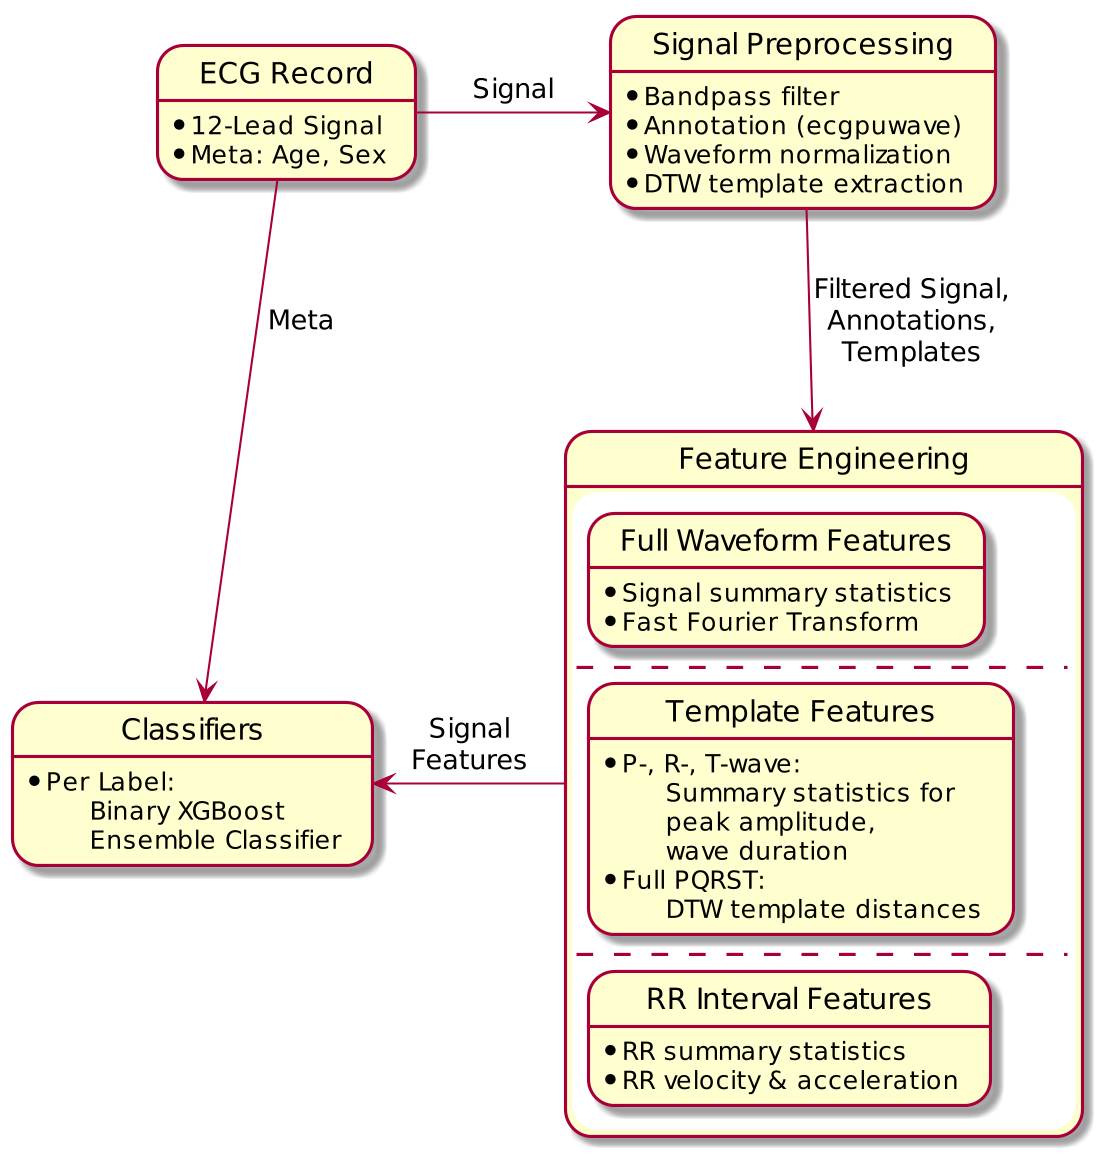 ECG Record
•12-Lead Signal
•Meta: Age, Sex
Signal
Signal Preprocessing
•Bandpass filter
•Annotation (ecgpuwave)
•Waveform normalization
•DTW template extraction
Meta
Filtered Signal,
Annotations,
Templates
Feature Engineering
Full Waveform Features
•Signal summary statistics
•Fast Fourier Transform
Template Features
•P-, R-, T-wave:
Summary statistics for
peak amplitude,
wave duration
•Full PQRST:
DTW template distances
RR Interval Features
•RR summary statistics
•RR velocity & acceleration
Signal
Features
Classifiers
•Per Label:
Binary XGBoost
Ensemble Classifier